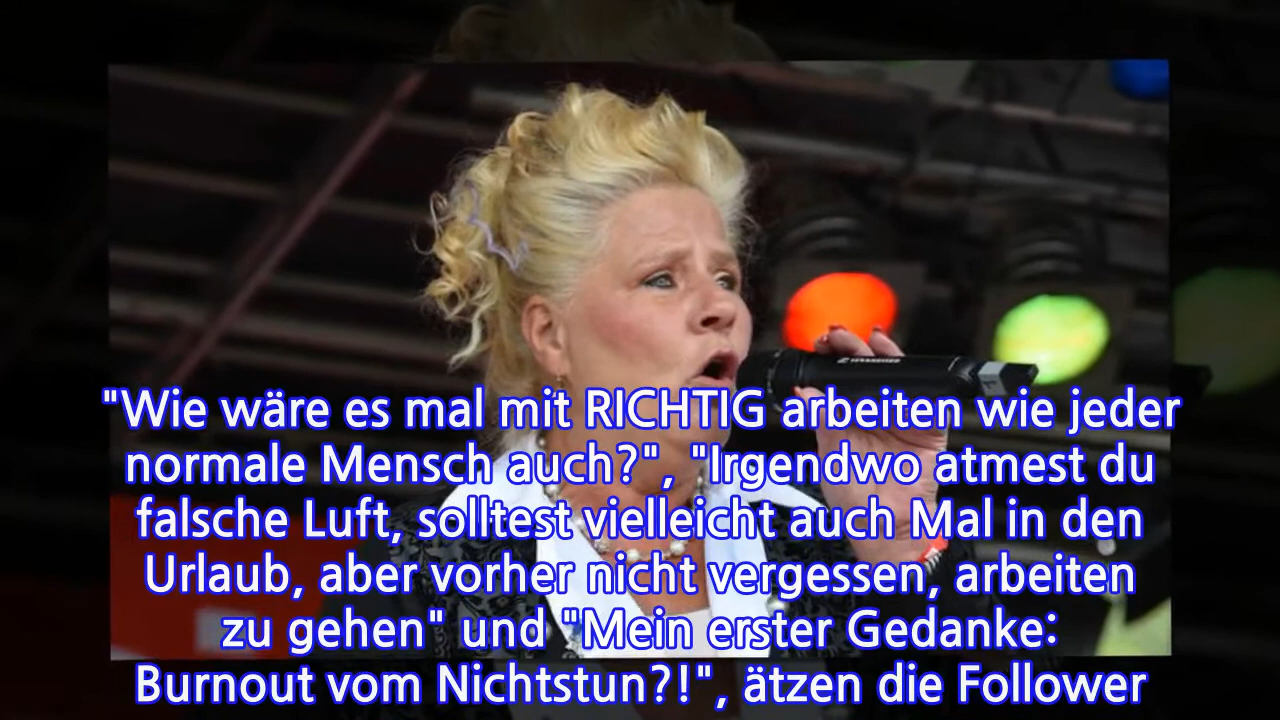 "Wie wäre es mal mit RICHTIG arbeiten wie jeder
normale Mensch auch?", "Irgendwo atmest du
falsche Luft, solltest vielleicht auch Mal in den
Urlaub, aber vorher nicht vergessen, arbeiten
zu gehen" und "Mein erster Gedanke:
Burnout vom Nichtstun?!", ätzen die Follower